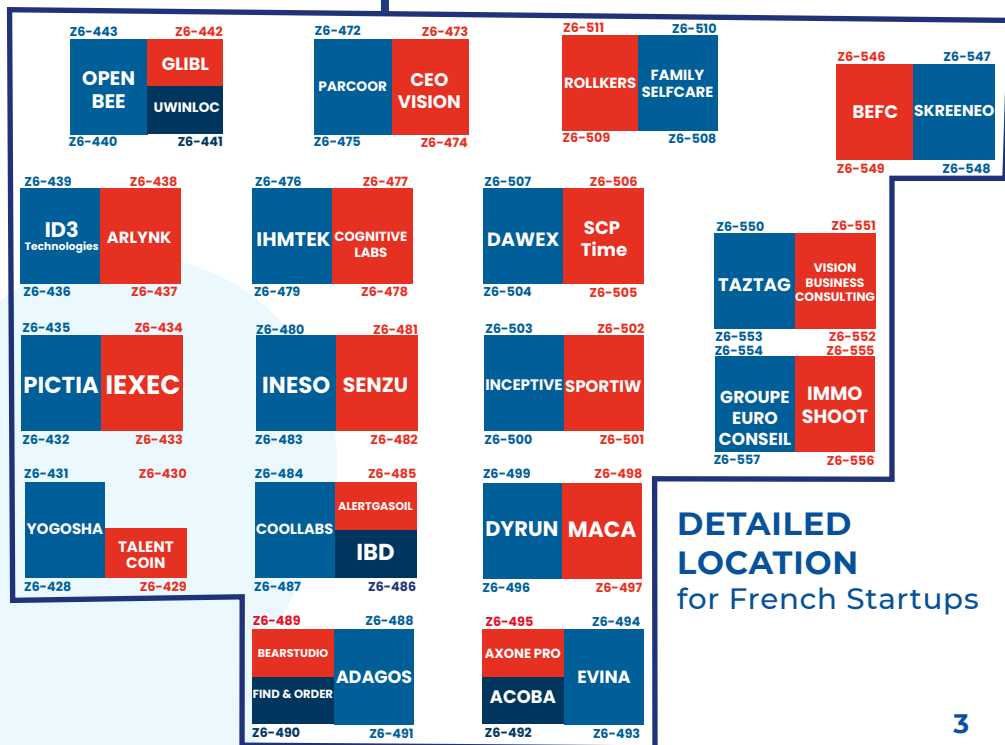 Z6-443
Z6-442
OPEN
BEE
GLIBL
UWINLOC
Z6-440
Z6-441
Z6-472
Z6-473
PARCOOR
CEO
VISION
Z6-475
Z6-474
Z6-511
Z6-510
ROLLKERS
FAMILY
SELFCARE
Z6-509
Z6-508
Z6-546
Z6-547
BEFC
SKREENEO
Z6-549
Z6-548
Z6-439
Z6-438
ID3
Technologies
ARLYNK
Z6-436
Z6-437
Z6-476
Z6-477
IHMTEK
COGNITIVE
LABS
Z6-479
Z6-478
Z6-507
Z6-506
DAWEX
SCP
Time
Z6-504
Z6-505
Z6-550
Z6-551
TAZTAG
VISION
BUSINESS
CONSULTING
Z6-553
Z6-552
Z6-435
Z6-434
PICTIA
IEXEC
Z6-432
Z6-433
Z6-480
Z6-481
INESO
SENZU
Z6-483
Z6-482
Z6-503
Z6-502
INCEPTIVE
SPORTIW
Z6-500
Z6-501
Z6-554
Z6-555
GROUPE
EURO
CONSEIL
IMMO
SHOOT
Z6-557
Z6-556
Z6-431
Z6-430
YOGOSHA
TALENT
COIN
Z6-428
Z6-429
Z6-484
Z6-485
COOLLABS
ALERTGASOIL
IBD
Z6-487
Z6-486
Z6-499
Z6-498
DYRUN
MACA
Z6-496
Z6-497
DETAILED
LOCATION
for French Startups
Z6-489
Z6-488
BEARSTUDIO
FIND & ORDER
ADAGOS
Z6-490
Z6-491
Z6-495
Z6-494
AXONE PRO
ACOBA
EVINA
Z6-492
Z6-493
3